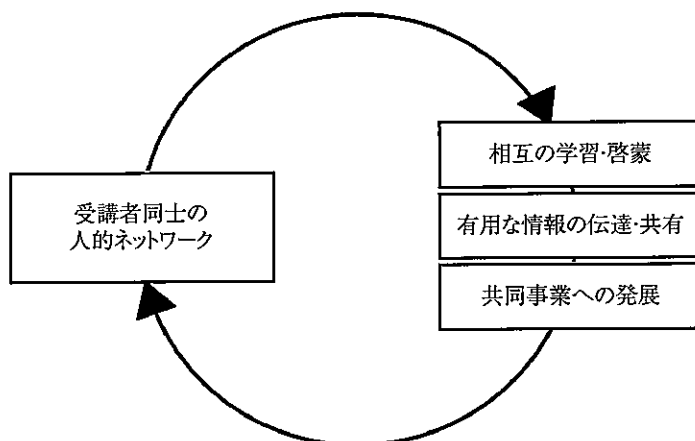 受講者同士の
人的ネットワーク
相互の学習・啓蒙
有用な情報の伝達・共有
共同事業への発展